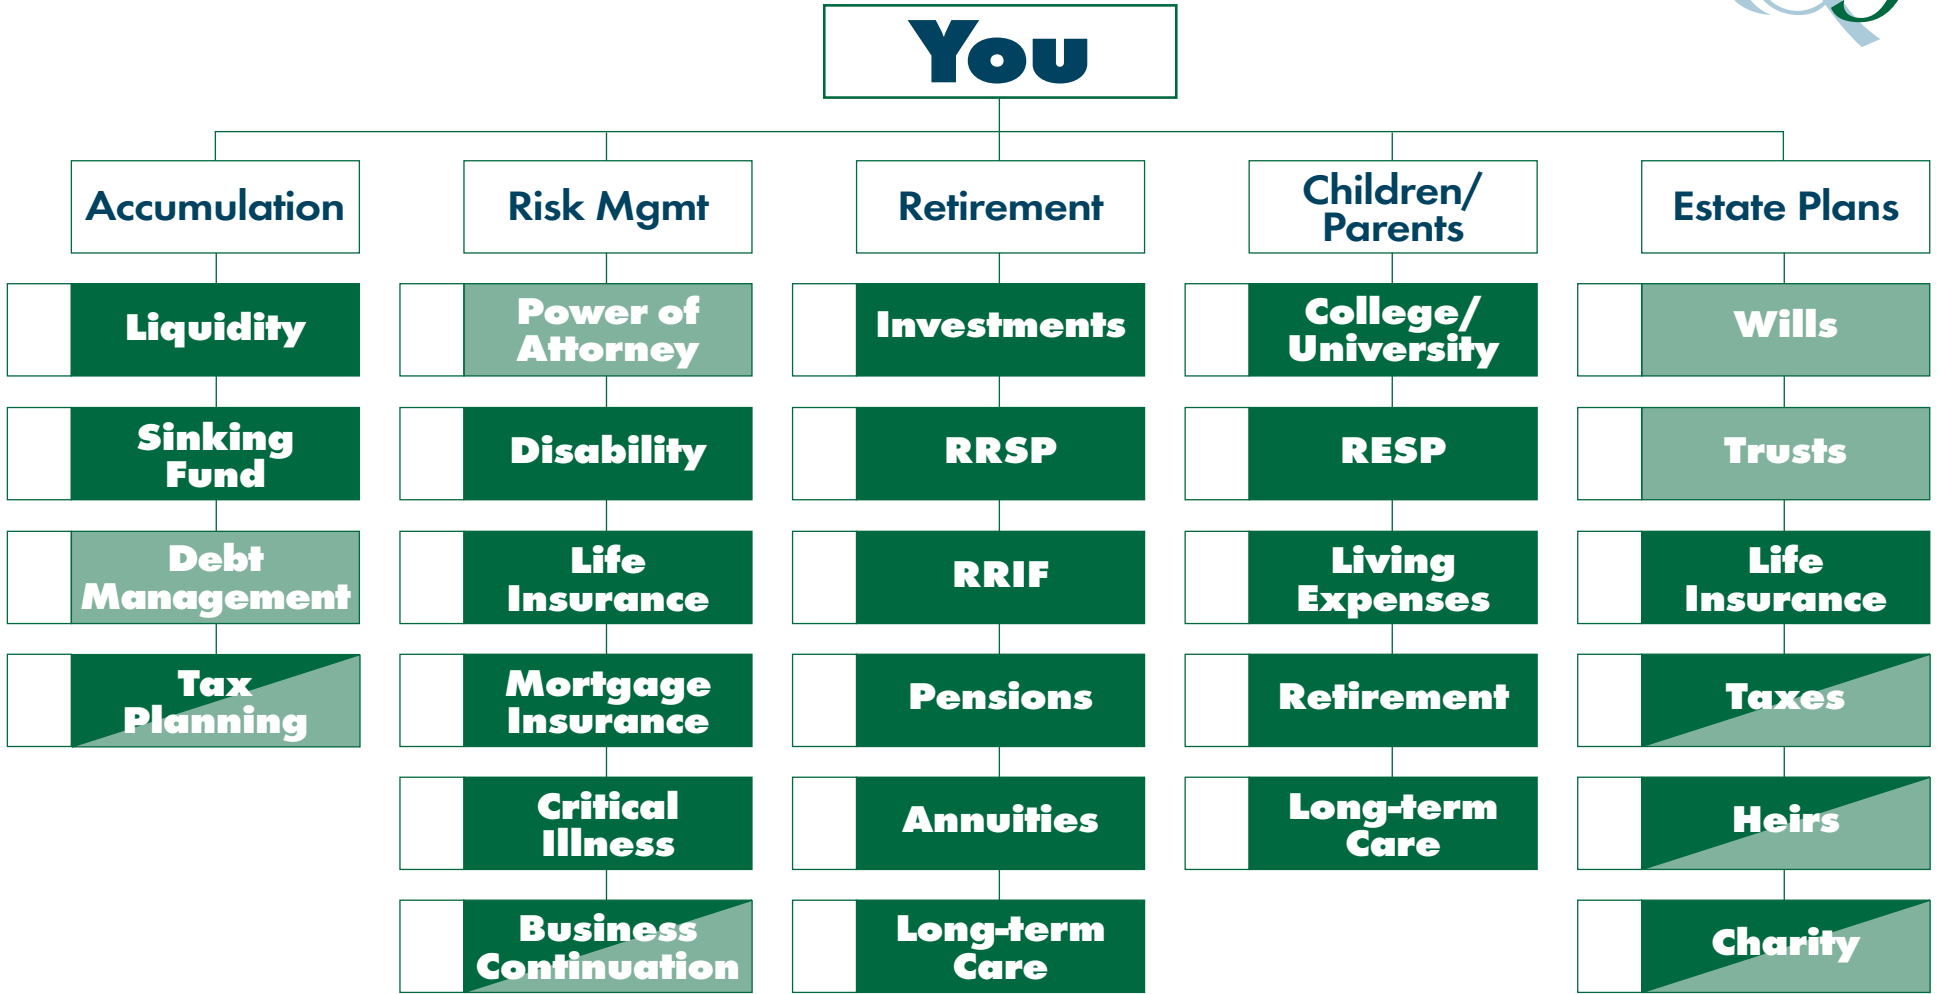 You
Accumulation
Risk Mgmt
Retirement
Children/
Parents
Estate Plans
Liquidity
Sinking
Fund
Debt
Management
Tax
Planning
Power of
Attorney
Disability
Life
Insurance
Mortgage
Insurance
Critical
Illness
Business
Continuation
Investments
RRSP
RRIF
Pensions
Annuities
Long-term
Care
College/
University
RESP
Living
Expenses
Retirement
Long-term
Care
Wills
Trusts
Life
Insurance
Taxes
Heirs
Charity